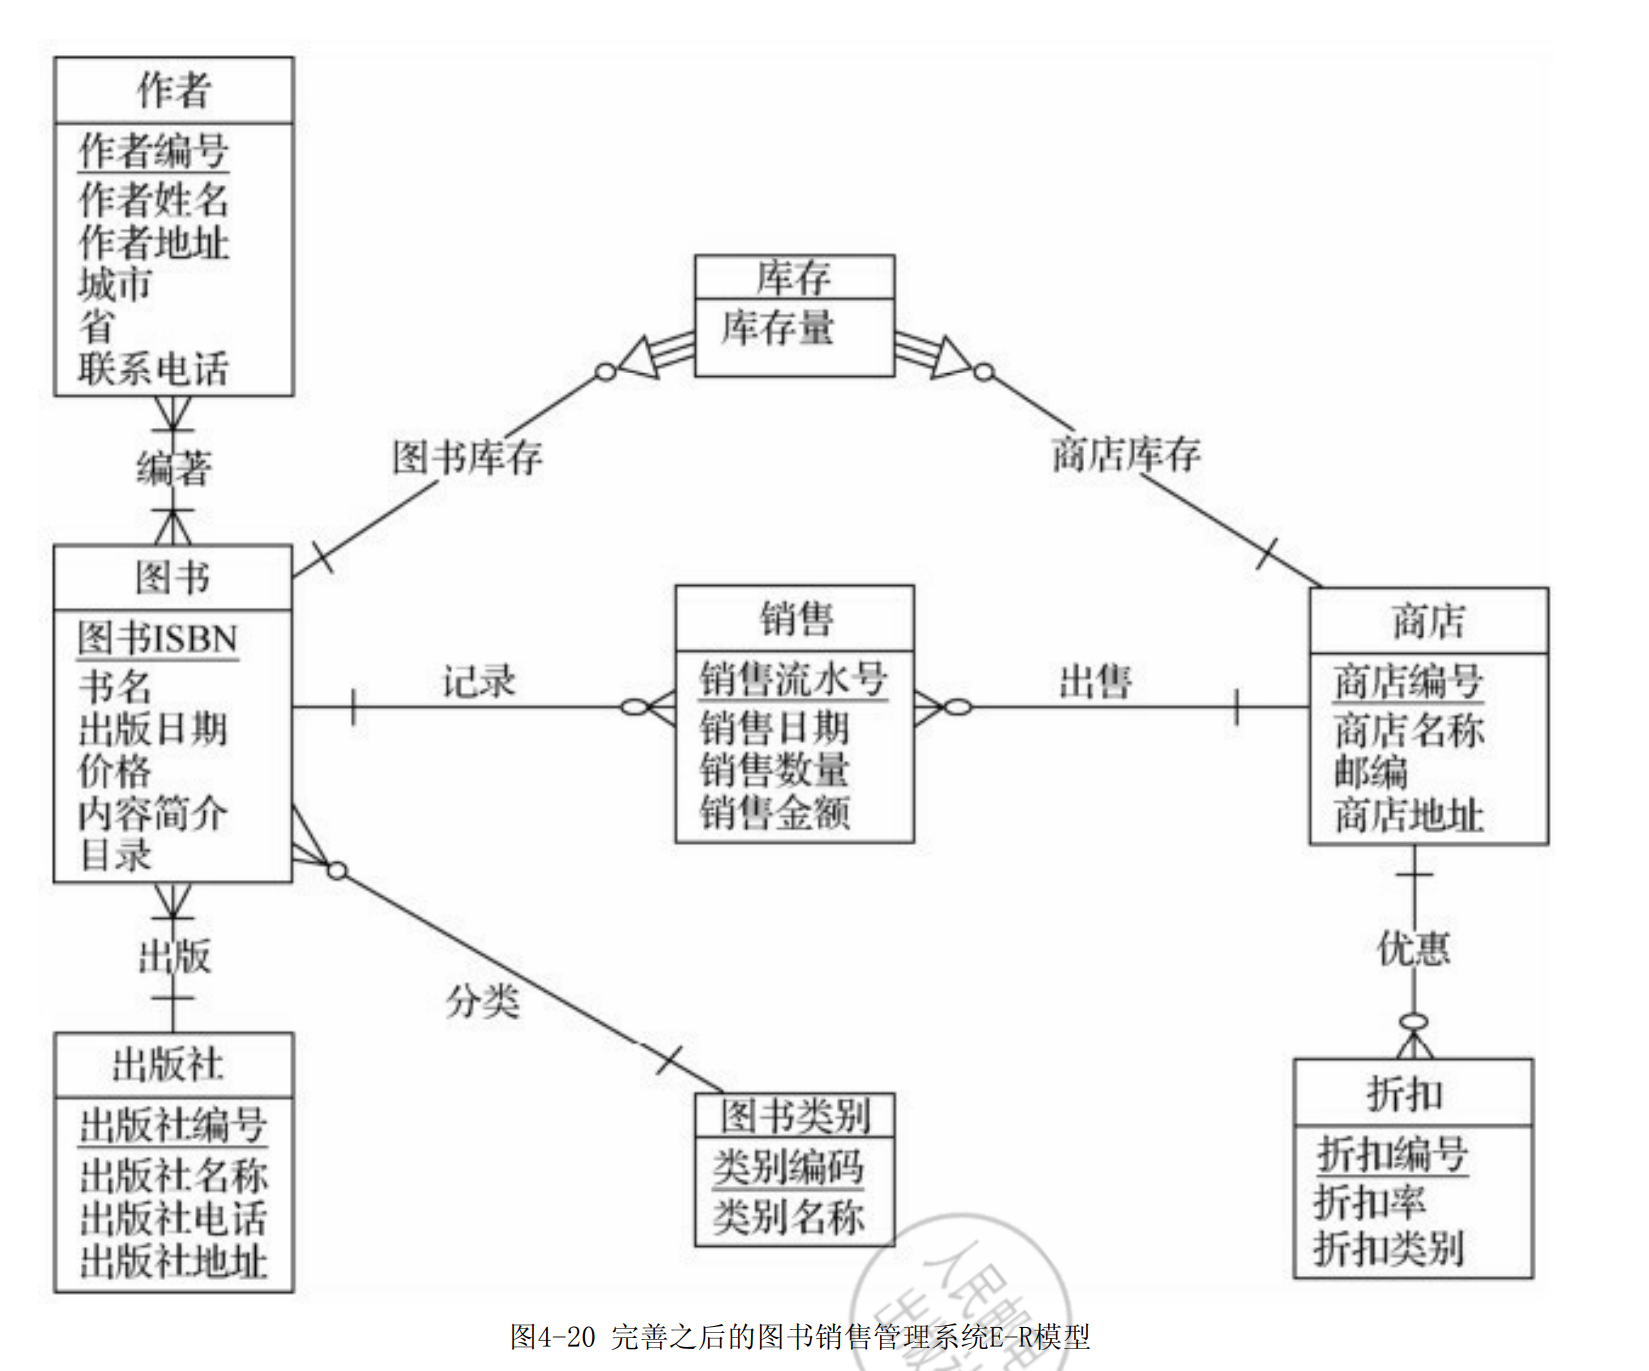 作者
作者编号
作者姓名
作者地址
城市
省
联系电话
编著
库存
库存量
图书库存
商店库存
图书
图书ISBN
书名
出版日期
价格
内容简介
目录
记录
销售
销售流水号
销售日期
销售数量
销售金额
出售
商店
商店编号
商店名称
邮编
商店地址
出版
分类
优惠
出版社
出版社编号
出版社名称
出版社电话
出版社地址
图书类别
类别编码
类别名称
折扣
折扣编号
折扣率
折扣类别
人民邮电
出版社
图4-20 完善之后的图书销售管理系统E-R模型